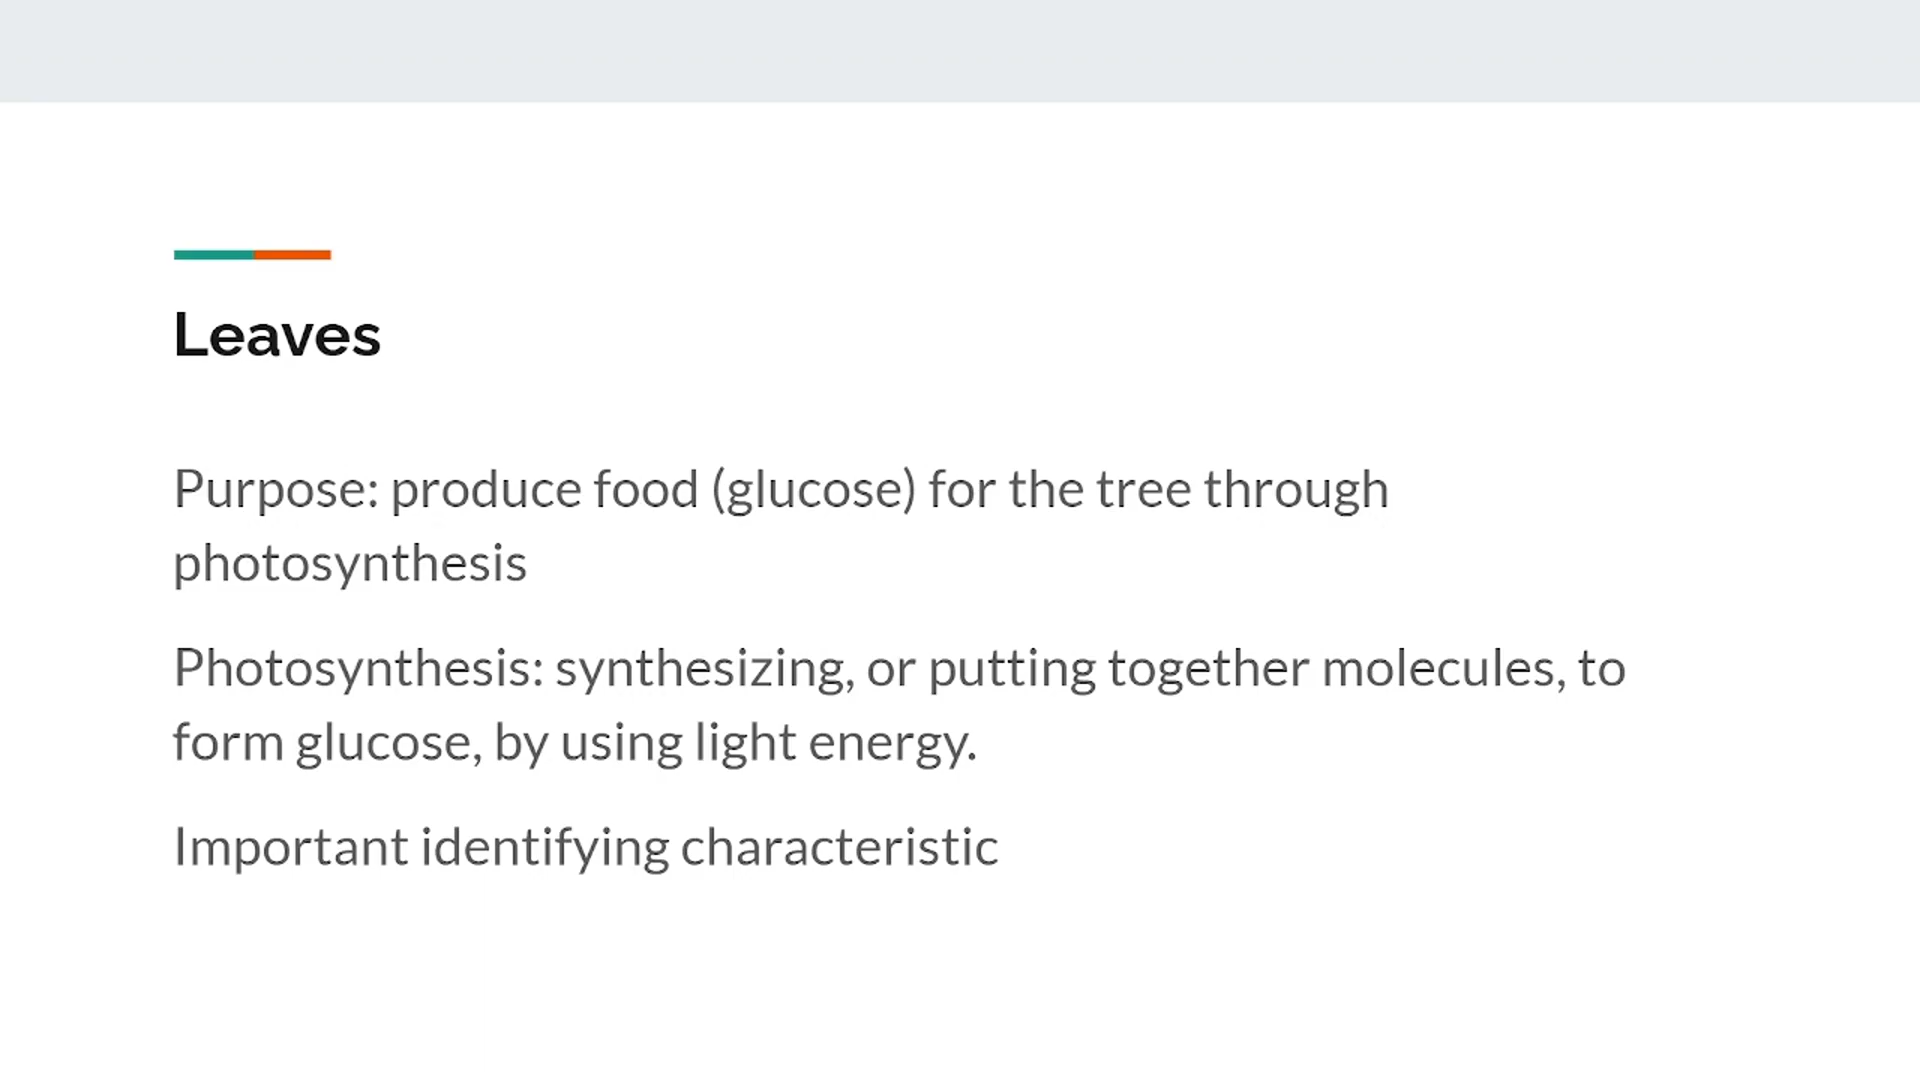 Leaves
Purpose: produce food (glucose) for the tree through
photosynthesis
Photosynthesis: synthesizing, or putting together molecules, to
form glucose, by using light energy.
Important identifying characteristic